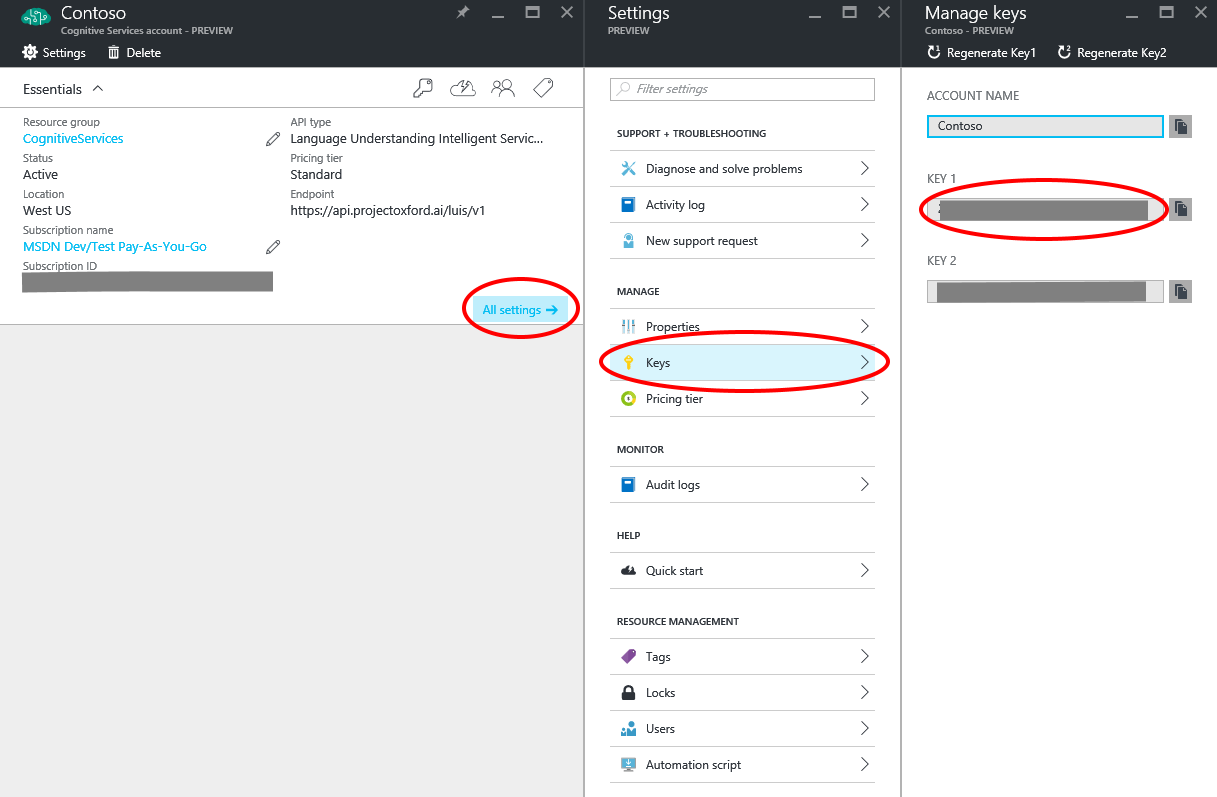 Contoso
Cognitive Services account - PREVIEW
Settings
Delete
Essentials
Resource group
CognitiveServices
Status
Active
Location
West US
Subscription name
MSDN Dev/Test Pay-As-You-Go
Subscription ID
API type
Language Understanding Intelligent Servic...
Pricing tier
Standard
Endpoint
https://api.projectoxford.ai/luis/v1
All settings
Settings
PREVIEW
Filter settings
SUPPORT + TROUBLESHOOTING
Diagnose and solve problems
Activity log
New support request
MANAGE
Properties
Keys
Pricing tier
MONITOR
Audit logs
HELP
Quick start
RESOURCE MANAGEMENT
Tags
Locks
Users
Automation script
Manage keys
Contoso - PREVIEW
Regenerate Key1
Regenerate Key2
ACCOUNT NAME
Contoso
KEY 1
KEY 2